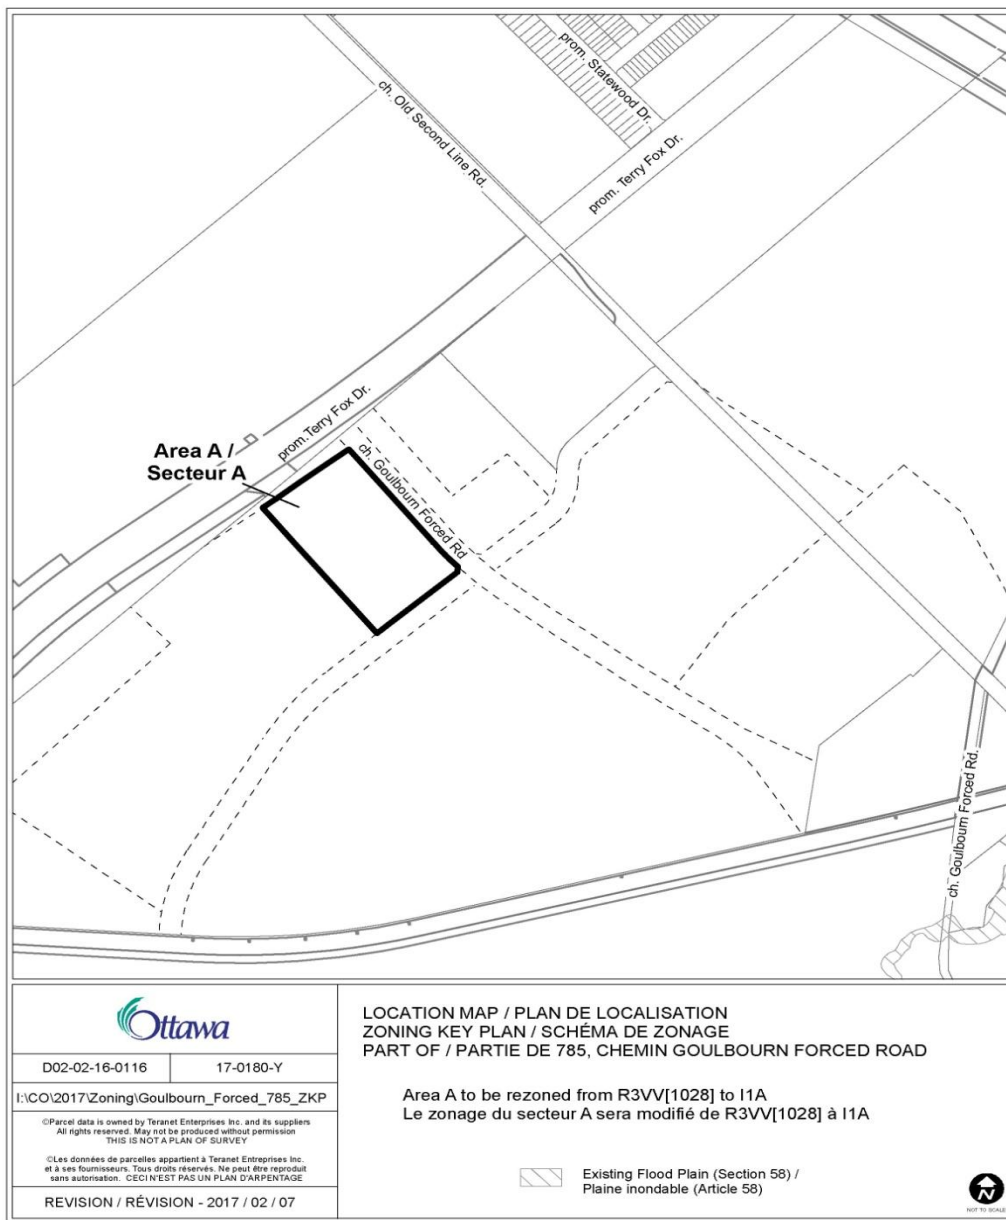 prom. Statewood Dr.
ch. Old Second Line Rd.
prom. Terry Fox Dr.
prom.Terry Fox Dr.
Area A /
Secteur A
ch. Goulbourn Forced Rd
ch. Goulbourn Forced Rd.
Ottawa
D02-02-16-0116
17-0180-Y
I:\CO\2017\Zoning\Goulbourn_Forced_785_ZKP
©Parcel data is owned by Teranet Enterprises Inc. and its suppliers
All rights reserved. May not be produced without permission
THIS IS NOT A PLAN OF SURVEY
©Les données de parcelles appartient à Teranet Entreprises Inc.
et à ses fournisseurs. Tous droits réservés. Ne peut être reproduit
sans autorisation. CECI N'EST PAS UN PLAN D'ARPENTAGE
REVISION / RÉVISION - 2017 / 02 / 07
LOCATION MAP / PLAN DE LOCALISATION
ZONING KEY PLAN / SCHÉMA DE ZONAGE
PART OF / PARTIE DE 785, CHEMIN GOULBOURN FORCED ROAD
Area A to be rezoned from R3VV[1028] to I1A
Le zonage du secteur A sera modifié de R3VV[1028] à I1A
Existing Flood Plain (Section 58) /
Plaine inondable (Article 58)
N
NOT TO SCALE